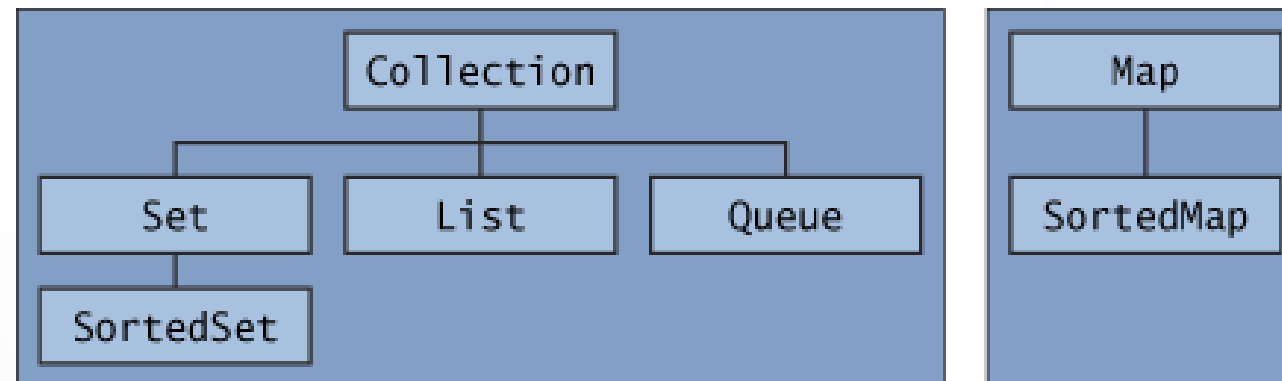 Collection
Map
Set
List
Queue
SortedMap
SortedSet